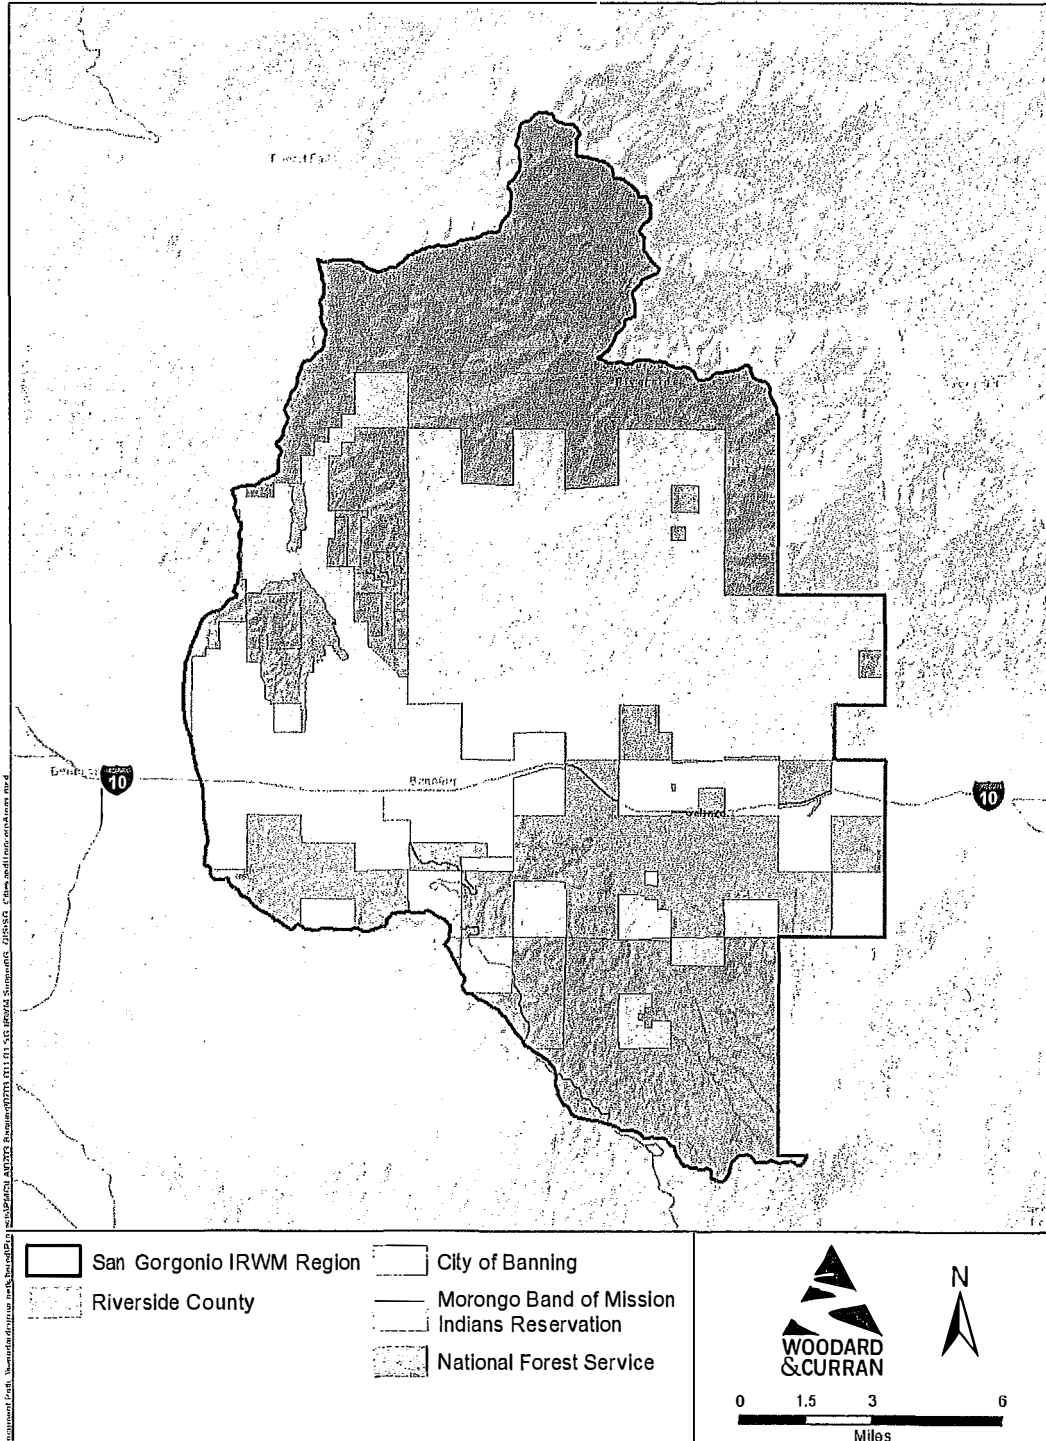 10
Banning
10
San Gorgonio IRWM Region
Riverside County
City of Banning
Morongo Band of Mission
Indians Reservation
National Forest Service
WOODARD
&CURRAN
N
0 1.5 3 6
Miles